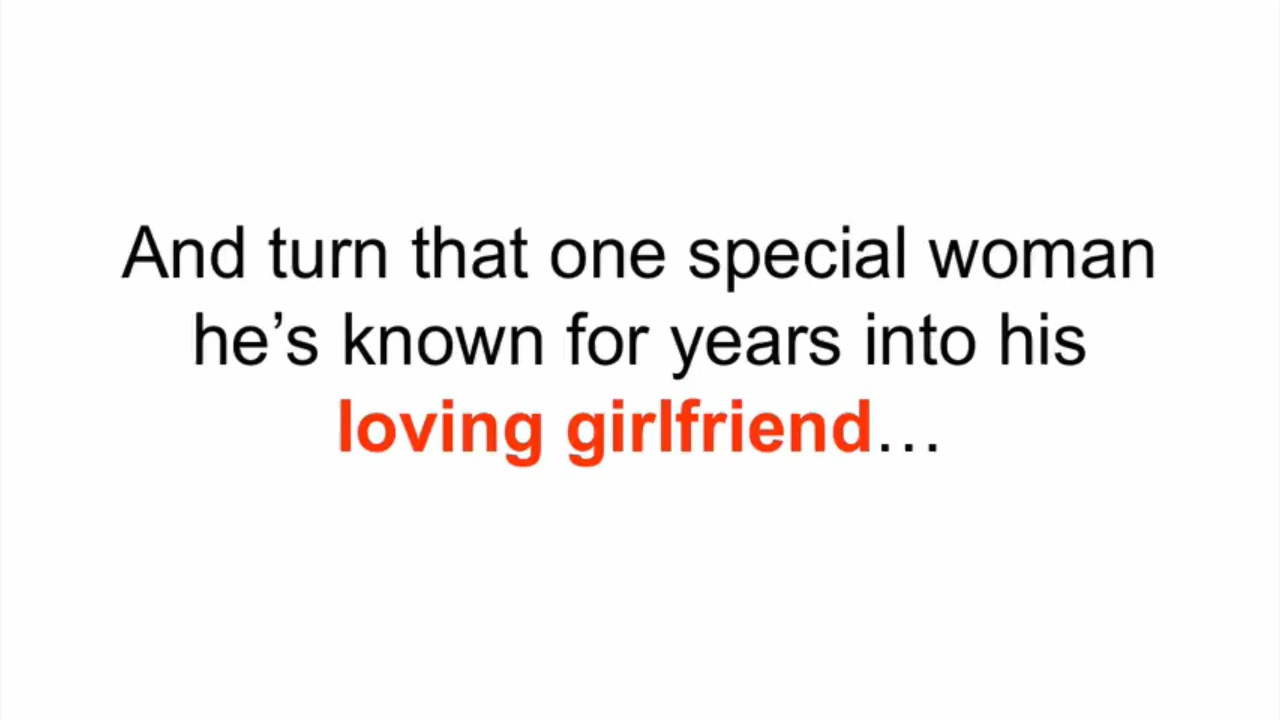 And turn that one special woman
he’s known for years into his
loving girlfriend…